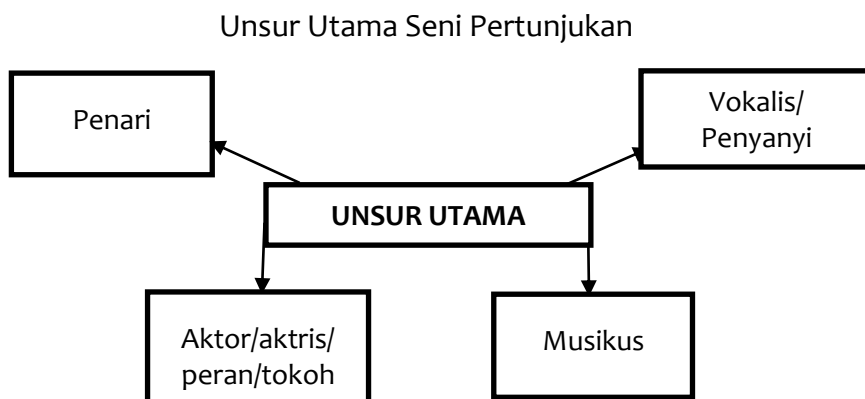 Unsur Utama Seni Pertunjukan
Penari
Vokalis/
Penyanyi
UNSUR UTAMA
Aktor/aktris/
peran/tokoh
Musikus